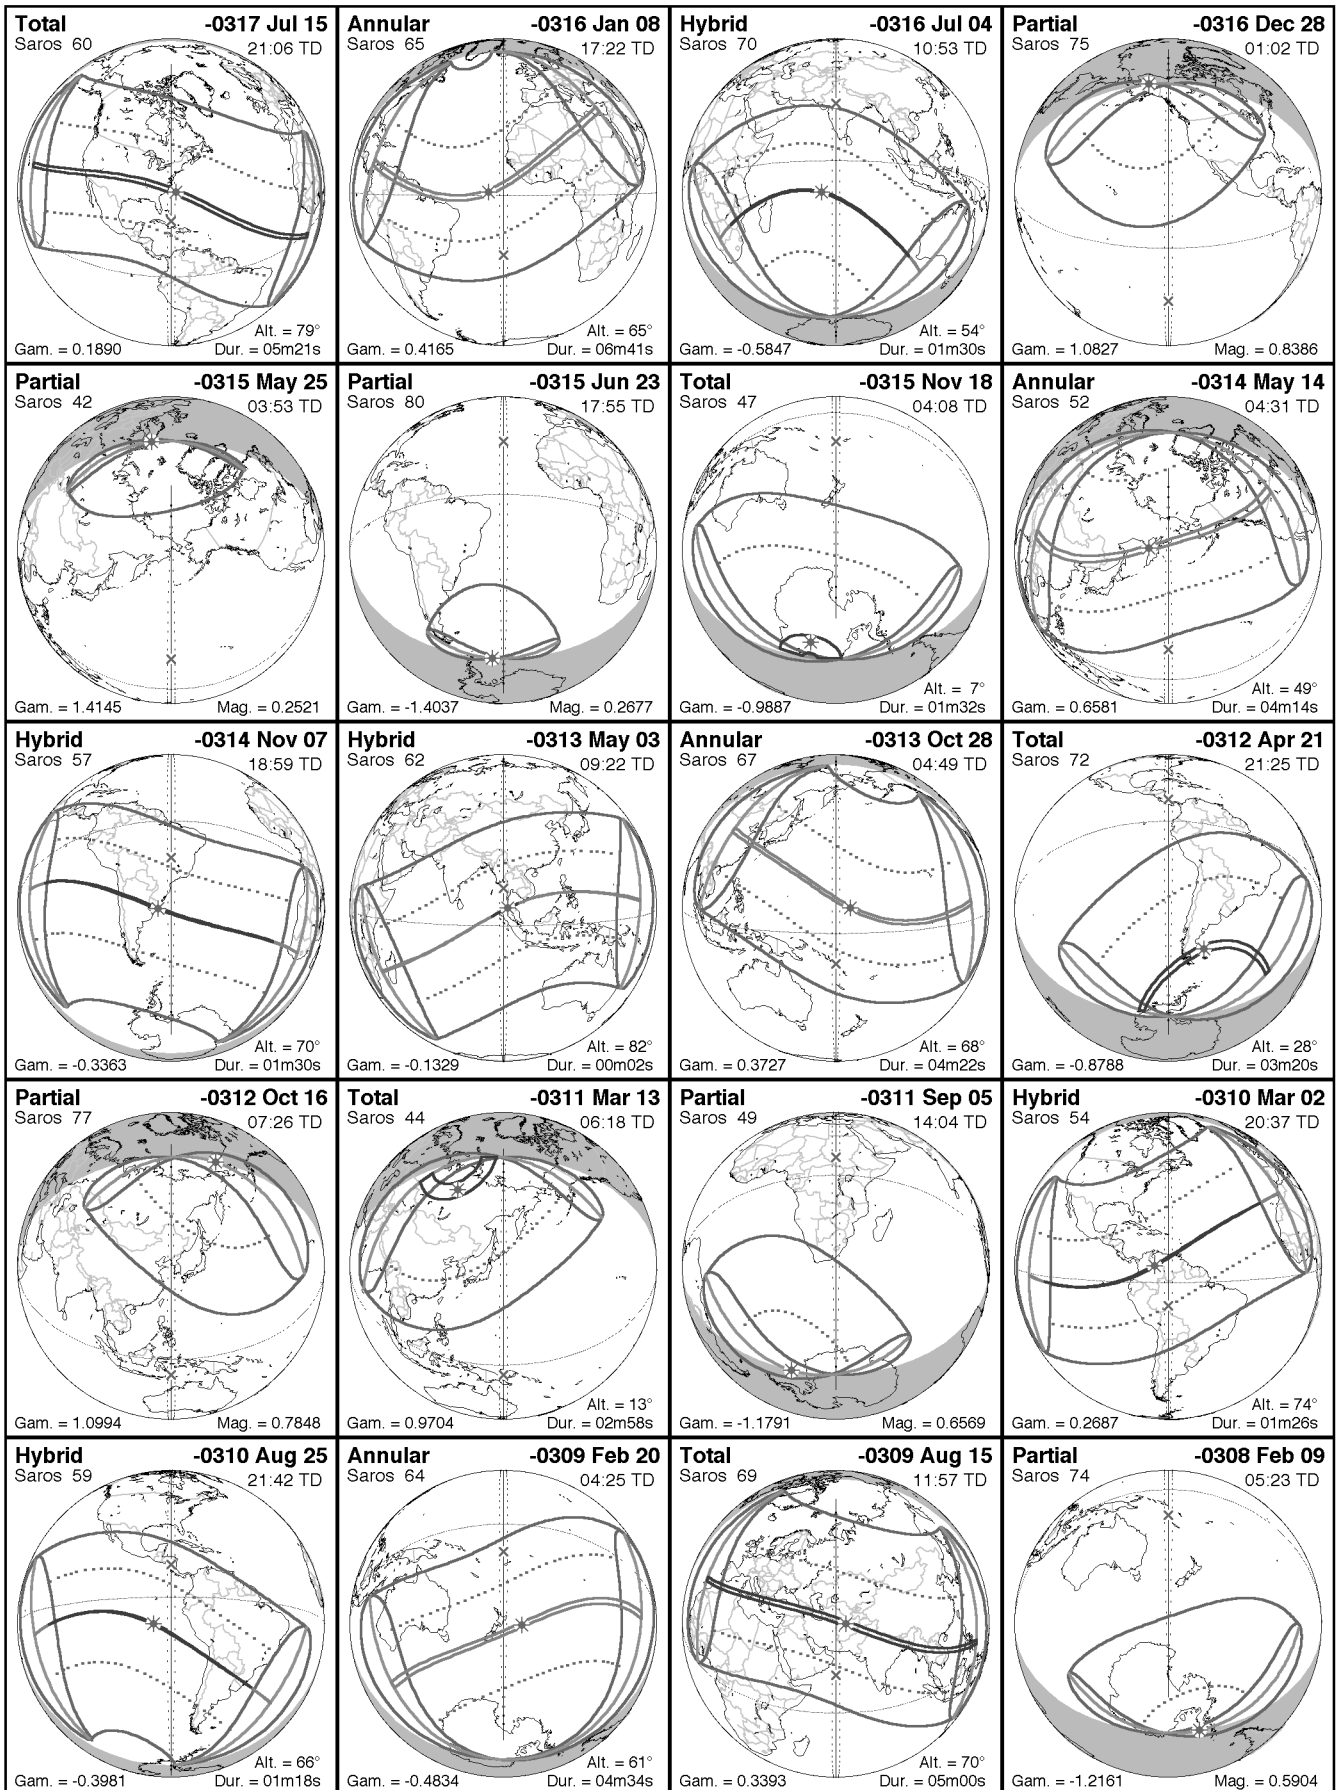 Total -0317 Jul 15
Saros 60 21:06 TD
Alt. = 79°
Gam. = 0.1890 Dur. = 05m21s
Annular -0316 Jan 08
Saros 65 17:22 TD
Alt. = 65°
Gam. = 0.4165 Dur. = 06m41s
Hybrid -0316 Jul 04
Saros 70 10:53 TD
Alt. = 54°
Gam. = -0.5847 Dur. = 01m30s
Partial -0316 Dec 28
Saros 75 01:02 TD
Gam. = 1.0827 Mag. = 0.8386
Partial -0315 May 25
Saros 42 03:53 TD
Gam. = 1.4145 Mag. = 0.2521
Partial -0315 Jun 23
Saros 80 17:55 TD
Gam. = -1.4037 Mag. = 0.2677
Total -0315 Nov 18
Saros 47 04:08 TD
Alt. = 7°
Gam. = -0.9887 Dur. = 01m32s
Annular -0314 May 14
Saros 52 04:31 TD
Alt. = 49°
Gam. = 0.6581 Dur. = 04m14s
Hybrid -0314 Nov 07
Saros 57 18:59 TD
Alt. = 70°
Gam. = -0.3363 Dur. = 01m30s
Hybrid -0313 May 03
Saros 62 09:22 TD
Alt. = 82°
Gam. = -0.1329 Dur. = 00m02s
Annular -0313 Oct 28
Saros 67 04:49 TD
Alt. = 68°
Gam. = 0.3727 Dur. = 04m22s
Total -0312 Apr 21
Saros 72 21:25 TD
Alt. = 28°
Gam. = -0.8788 Dur. = 03m20s
Partial -0312 Oct 16
Saros 77 07:26 TD
Gam. = 1.0994 Mag. = 0.7848
Total -0311 Mar 13
Saros 44 06:18 TD
Alt. = 13°
Gam. = 0.9704 Dur. = 02m58s
Partial -0311 Sep 05
Saros 49 14:04 TD
Gam. = -1.1791 Mag. = 0.6569
Hybrid -0310 Mar 02
Saros 54 20:37 TD
Alt. = 74°
Gam. = 0.2687 Dur. = 01m26s
Hybrid -0310 Aug 25
Saros 59 21:42 TD
Alt. = 66°
Gam. = -0.3981 Dur. = 01m18s
Annular -0309 Feb 20
Saros 64 04:25 TD
Alt. = 61°
Gam. = -0.4834 Dur. = 04m34s
Total -0309 Aug 15
Saros 69 11:57 TD
Alt. = 70°
Gam. = 0.3393 Dur. = 05m00s
Partial -0308 Feb 09
Saros 74 05:23 TD
Gam. = -1.2161 Mag. = 0.5904